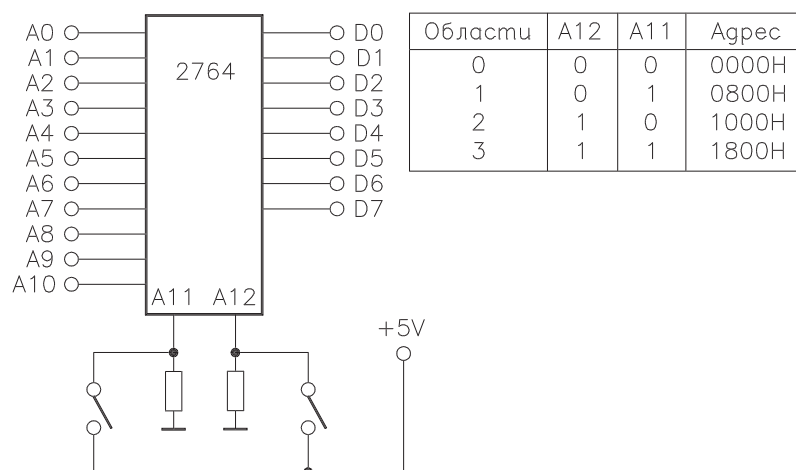 A0
A1
A2
A3
A4
A5
A6
A7
A8
A9
A10
2764
A11 A12
D0
D1
D2
D3
D4
D5
D6
D7
+5V
Области A12 A11 Адрес
0 0 0 0000H
1 0 1 0800H
2 1 0 1000H
3 1 1 1800H